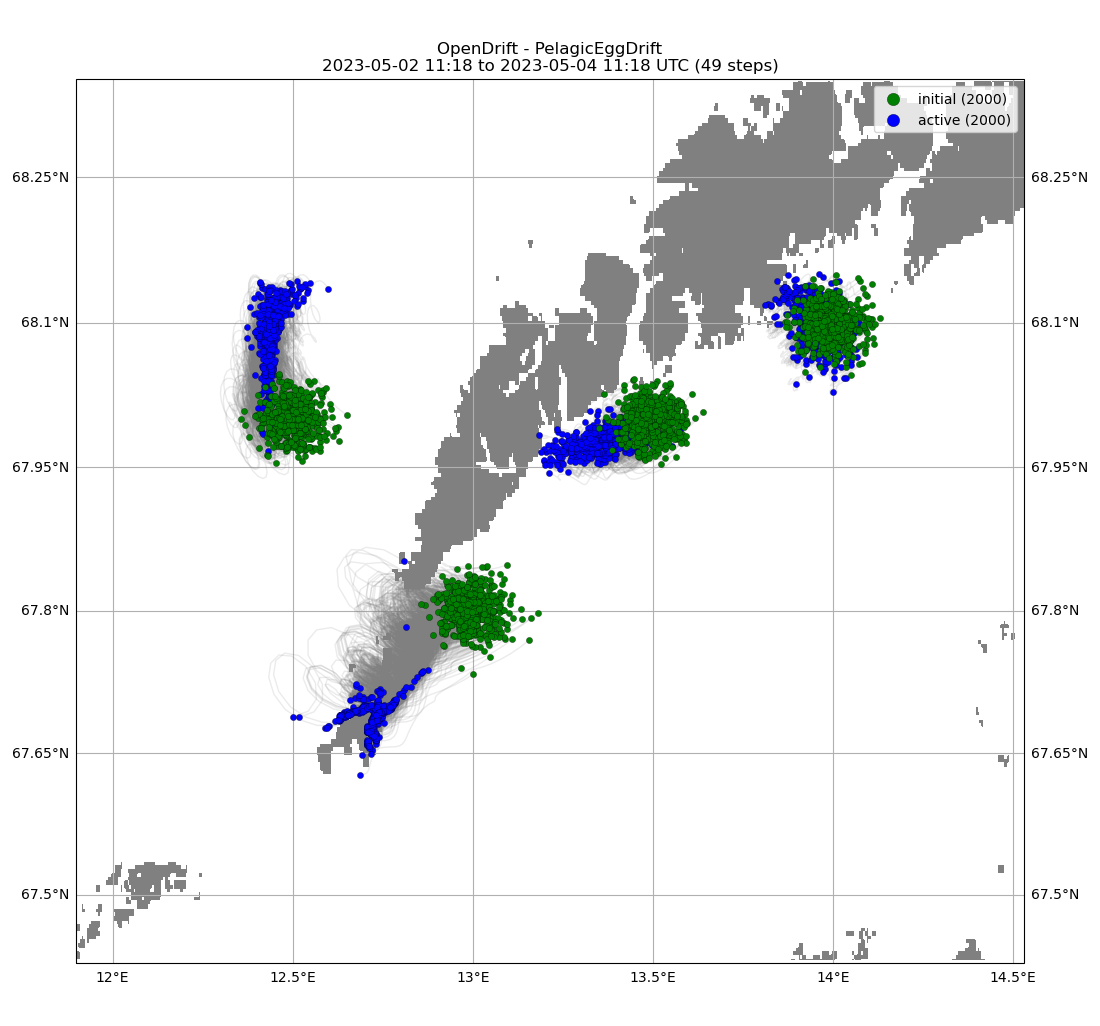 OpenDrift - PelagicEggDrift
2023-05-02 11:18 to 2023-05-04 11:18 UTC (49 steps)
initial (2000)
active (2000)
68.25°N
68.25°N
68.1°N
68.1°N
67.95°N
67.95°N
67.8°N
67.8°N
67.65°N
67.65°N
67.5°N
67.5°N
12°E
12.5°E
13°E
13.5°E
14°E
14.5°E